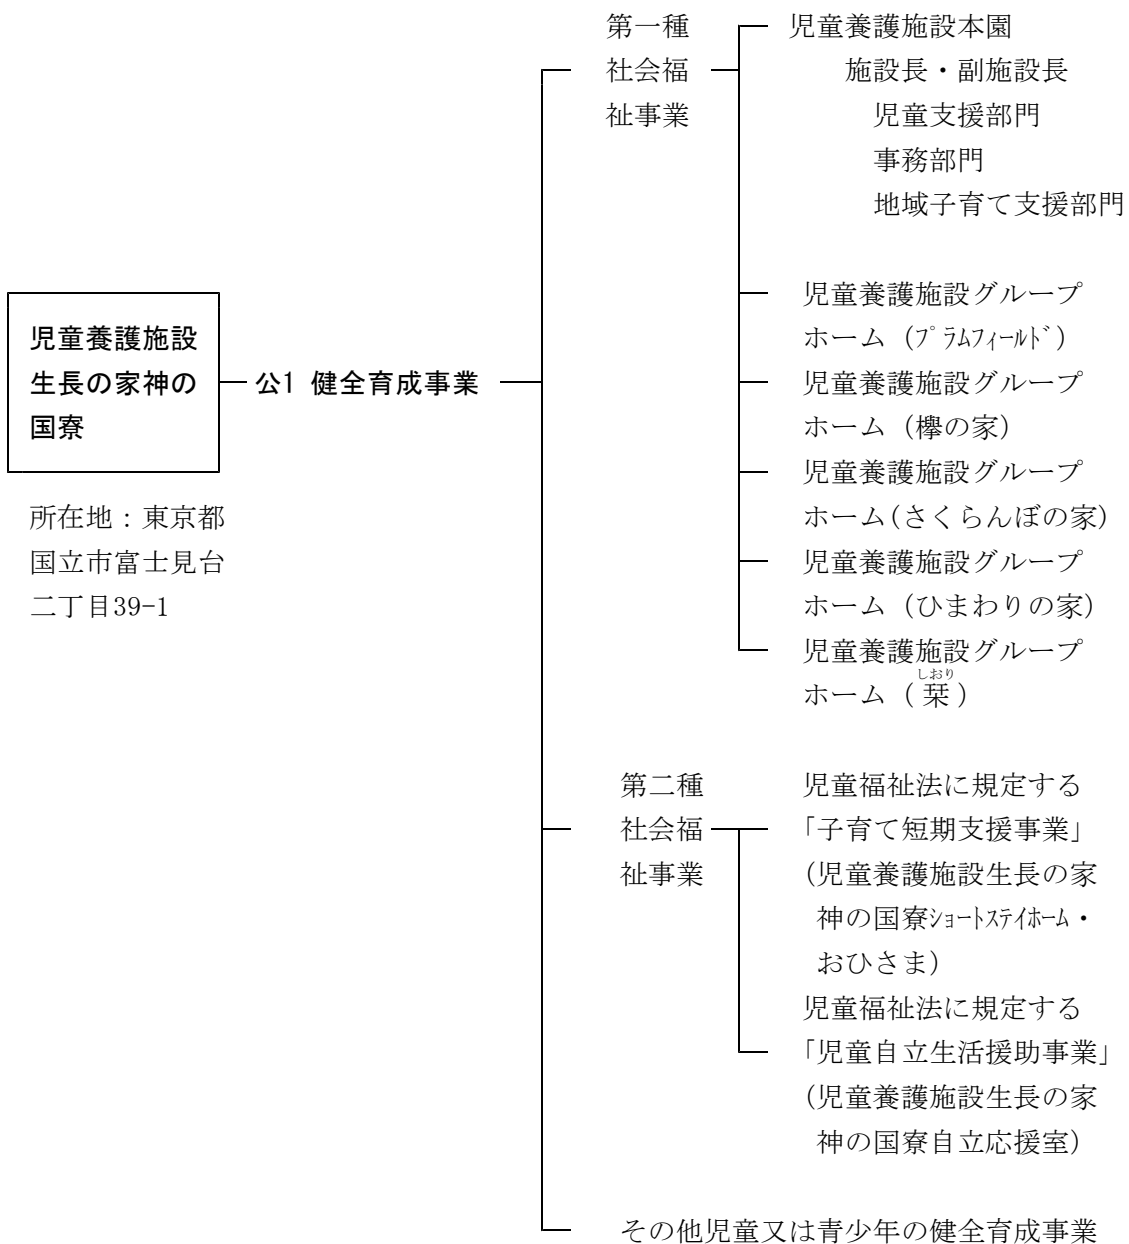 児童養護施設
生長の家神の
国寮
所在地：東京都
国立市富士見台
二丁目39-1
公1 健全育成事業
第一種
社会福
祉事業
児童養護施設本園
施設長・副施設長
児童支援部門
事務部門
地域子育て支援部門
児童養護施設グループ
ホーム（ﾌﾟﾗﾑﾌｨｰﾙﾄﾞ）
児童養護施設グループ
ホーム（欅の家）
児童養護施設グループ
ホーム(さくらんぼの家)
児童養護施設グループ
ホーム（ひまわりの家）
児童養護施設グループ
しおり
ホーム（栞）
第二種
社会福
祉事業
児童福祉法に規定する
「子育て短期支援事業」
（児童養護施設生長の家
神の国寮ｼｮｰﾄｽﾃｲﾎｰﾑ・
おひさま）
児童福祉法に規定する
「児童自立生活援助事業」
（児童養護施設生長の家
神の国寮自立応援室）
その他児童又は青少年の健全育成事業